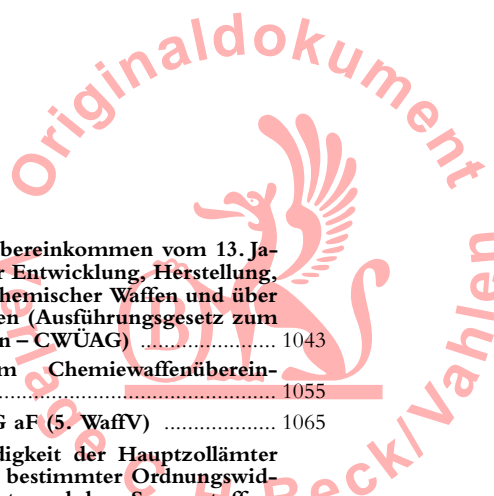 Originaldokument
bereinkommen vom 13. Ja-
r Entwicklung, Herstellung,
hemischer Waffen und über
en (Ausführungsgesetz zum
n – CWÜAG) ...................... 1043
m Chemiewaffenüberein-
............................................. 1055
G aF (5. WaffV) .................. 1065
digkeit der Hauptzollämter
bestimmter Ordnungswid-
Beck/Vahlen